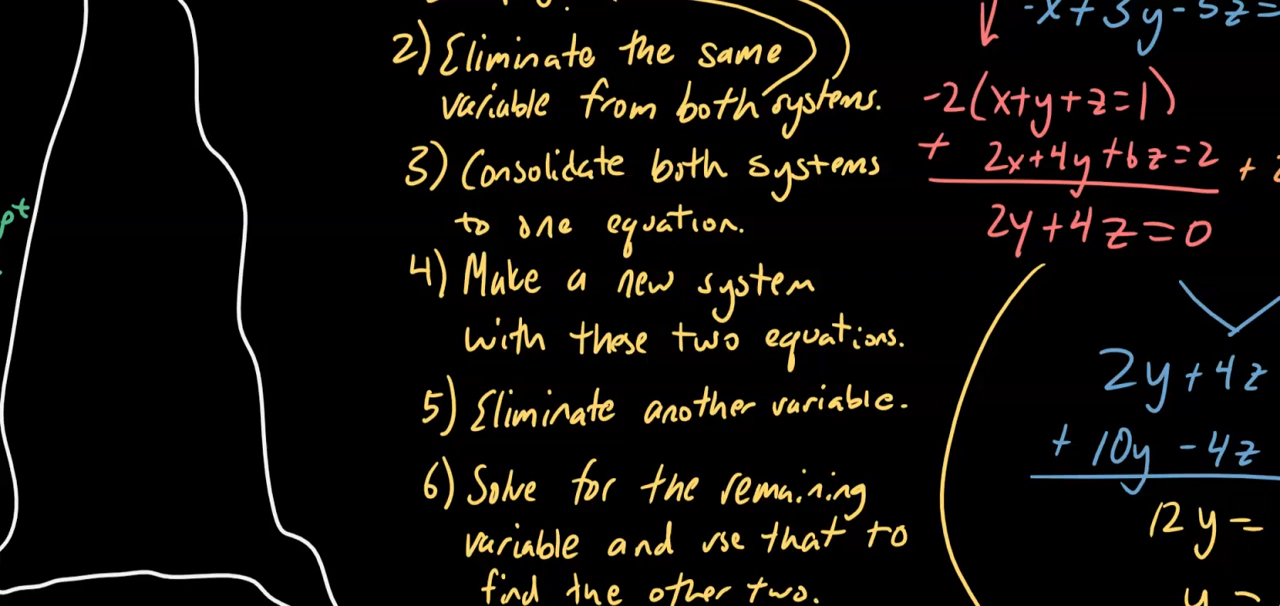 2) Eliminate the same
variable from both systems.
3) Consolidate both systems
to one equation.
4) Make a new system
with these two equations.
5) Eliminate another variable.
6) Solve for the remaining
variable and use that to
find the other two.
-x+3y-5z=
-2(x+y+z=1)
+ 2x+4y+6z=2
+
2y+4z=0
2y+4z
+ 10y-4z
12y=
y=